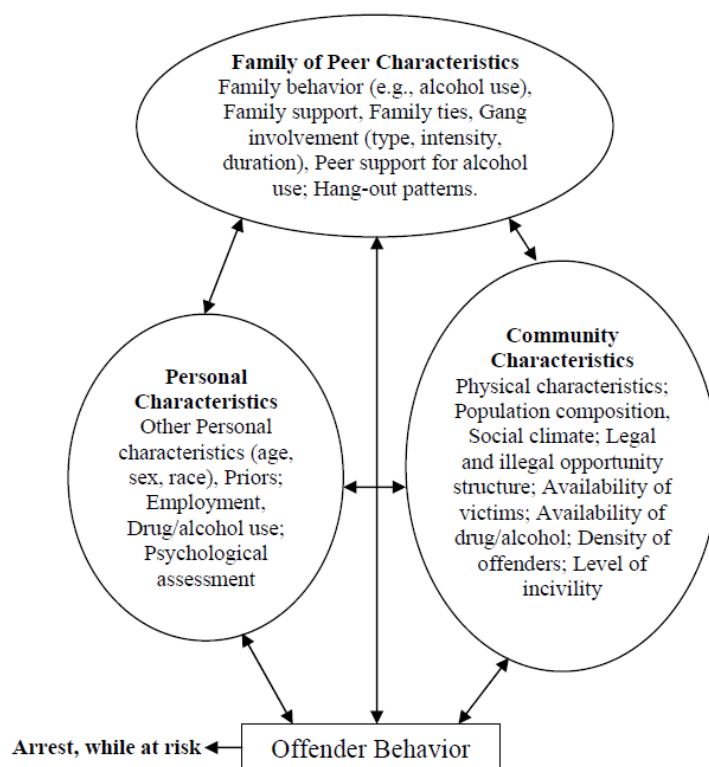 Family of Peer Characteristics
Family behavior (e.g., alcohol use),
Family support, Family ties, Gang
involvement (type, intensity,
duration), Peer support for alcohol
use; Hang-out patterns.
Personal
Characteristics
Other Personal
characteristics (age,
sex, race), Priors;
Employment,
Drug/alcohol use;
Psychological
assessment
Community
Characteristics
Physical characteristics;
Population composition,
Social climate; Legal
and illegal opportunity
structure; Availability of
victims; Availability of
drug/alcohol; Density of
offenders; Level of
incivility
Arrest, while at risk
Offender Behavior